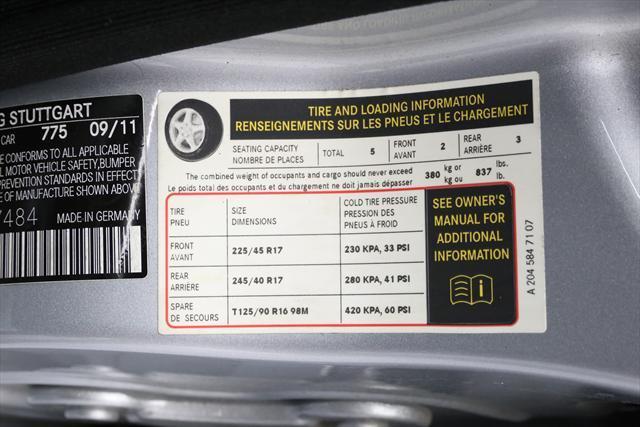 G STUTTGART
CAR 775 09/11
E CONFORMS TO ALL APPLICABLE
L MOTOR VEHICLE SAFETY, BUMPER
PREVENTION STANDARDS IN EFFECT
E OF MANUFACTURE SHOWN ABOVE
7484 MADE IN GERMANY
TIRE AND LOADING INFORMATION
RENSEIGNEMENTS SUR LES PNEUS ET LE CHARGEMENT
SEATING CAPACITY
NOMBRE DE PLACES
TOTAL 5
FRONT
AVANT
2
REAR
ARRIÈRE
3
The combined weight of occupants and cargo should never exceed
Le poids total des occupants et du chargement ne doit jamais dépasser
380 kg or
kg ou
837 lbs.
lb.
TIRE
PNEU
SIZE
DIMENSIONS
COLD TIRE PRESSURE
PRESSION DES
PNEUS À FROID
FRONT
AVANT
225/45 R17
230 KPA, 33 PSI
REAR
ARRIÈRE
245/40 R17
280 KPA, 41 PSI
SPARE
DE SECOURS
T125/90 R16 98M
420 KPA, 60 PSI
SEE OWNER'S
MANUAL FOR
ADDITIONAL
INFORMATION
i
A 204 584 71 07